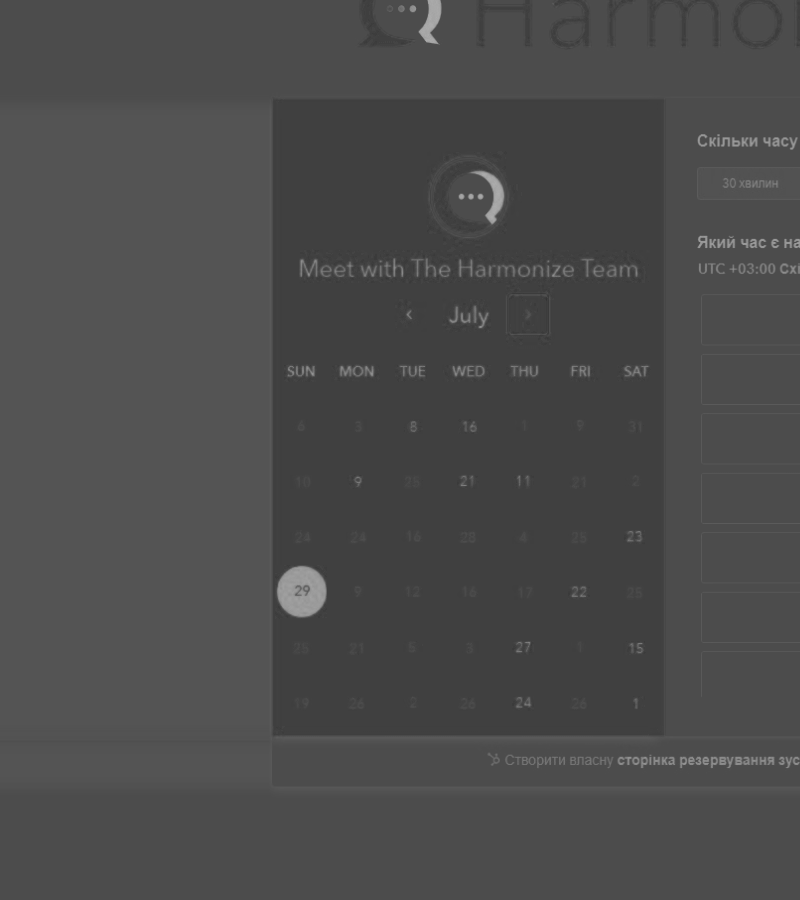 Harmo
Meet with The Harmonize Team
July
SUN MON TUE WED THU FRI SAT
6 3 8 16 1 9 31
10 9 25 21 11 21 2
24 24 16 23 4 25 23
29 9 12 16 17 22 25
25 21 5 3 27 1 15
19 26 2 26 24 26 1
Скільки часу
30 хвилин
Який час є на
UTC +03:00 Схі
Створити власну сторінка резервування зус